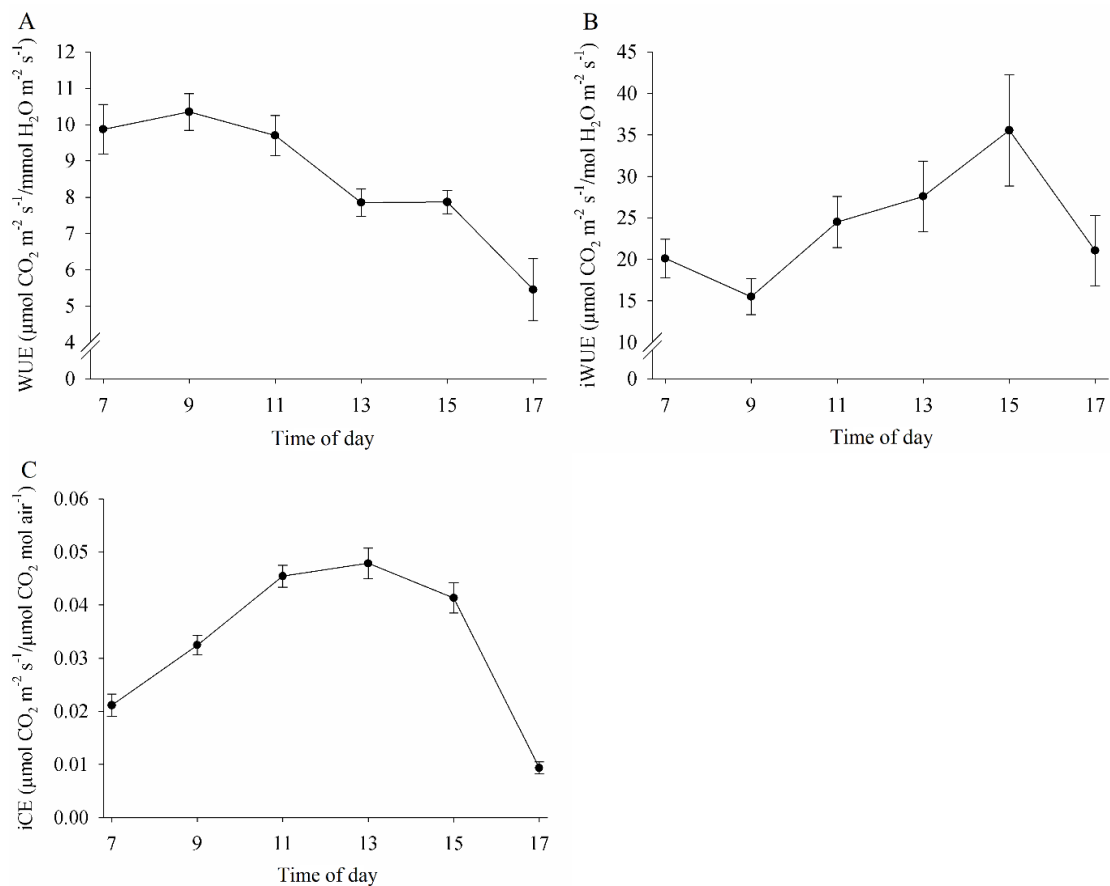 A
WUE (µmol CO₂ m⁻² s⁻¹/mmol H₂O m⁻² s⁻¹)
12
11
10
9
8
7
6
5
4
0
7 9 11 13 15 17
Time of day
B
iWUE (µmol CO₂ m⁻² s⁻¹/mol H₂O m⁻² s⁻¹)
45
40
35
30
25
20
15
10
0
7 9 11 13 15 17
Time of day
C
iCE (µmol CO₂ m⁻² s⁻¹/µmol CO₂ mol air⁻¹)
0.06
0.05
0.04
0.03
0.02
0.01
0.00
7 9 11 13 15 17
Time of day